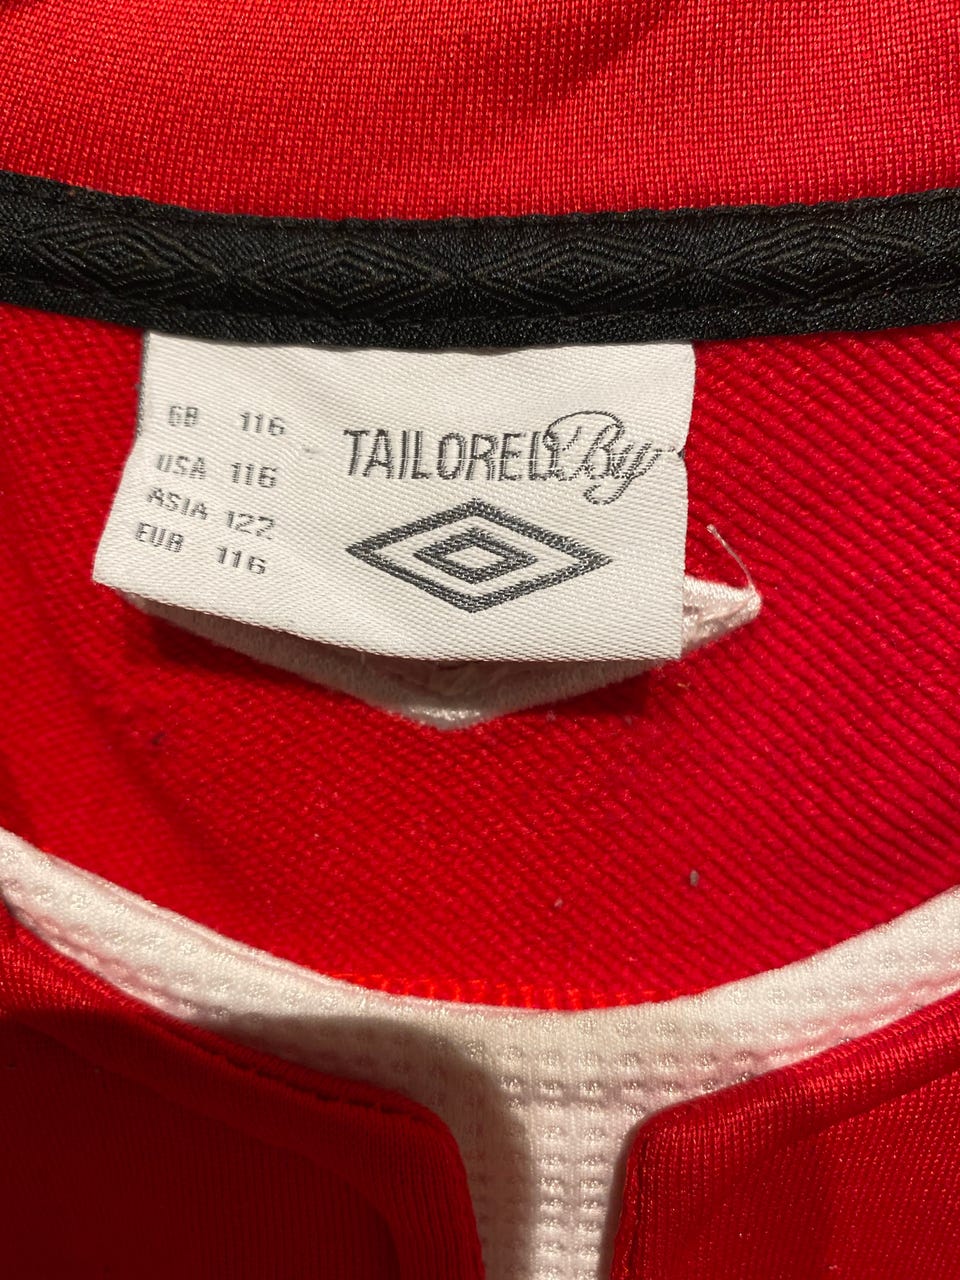 GB 116
USA 116
ASIA 122
EUR 116
TAILORED By